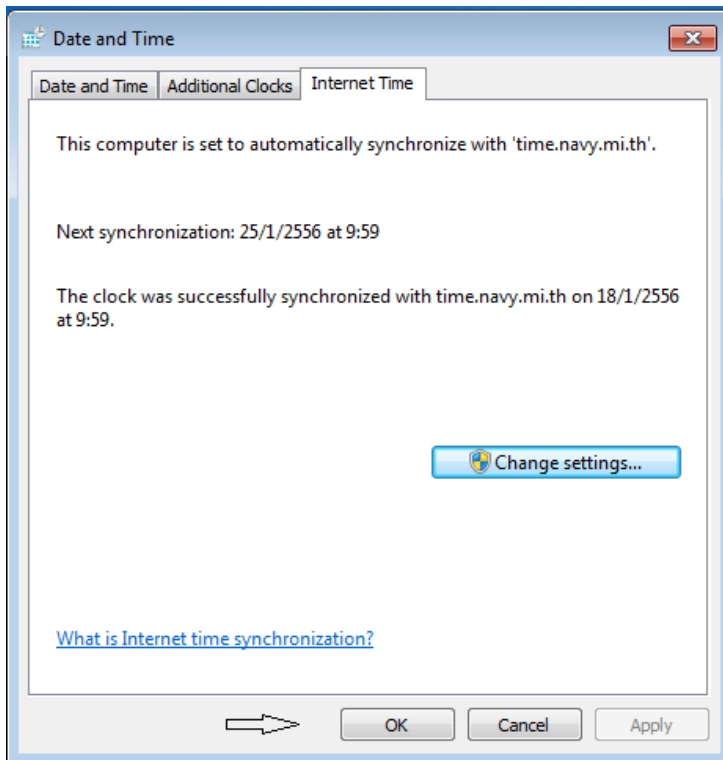 Date and Time
Date and Time Additional Clocks Internet Time
This computer is set to automatically synchronize with 'time.navy.mi.th'.
Next synchronization: 25/1/2556 at 9:59
The clock was successfully synchronized with time.navy.mi.th on 18/1/2556
at 9:59.
Change settings...
What is Internet time synchronization?
OK Cancel Apply